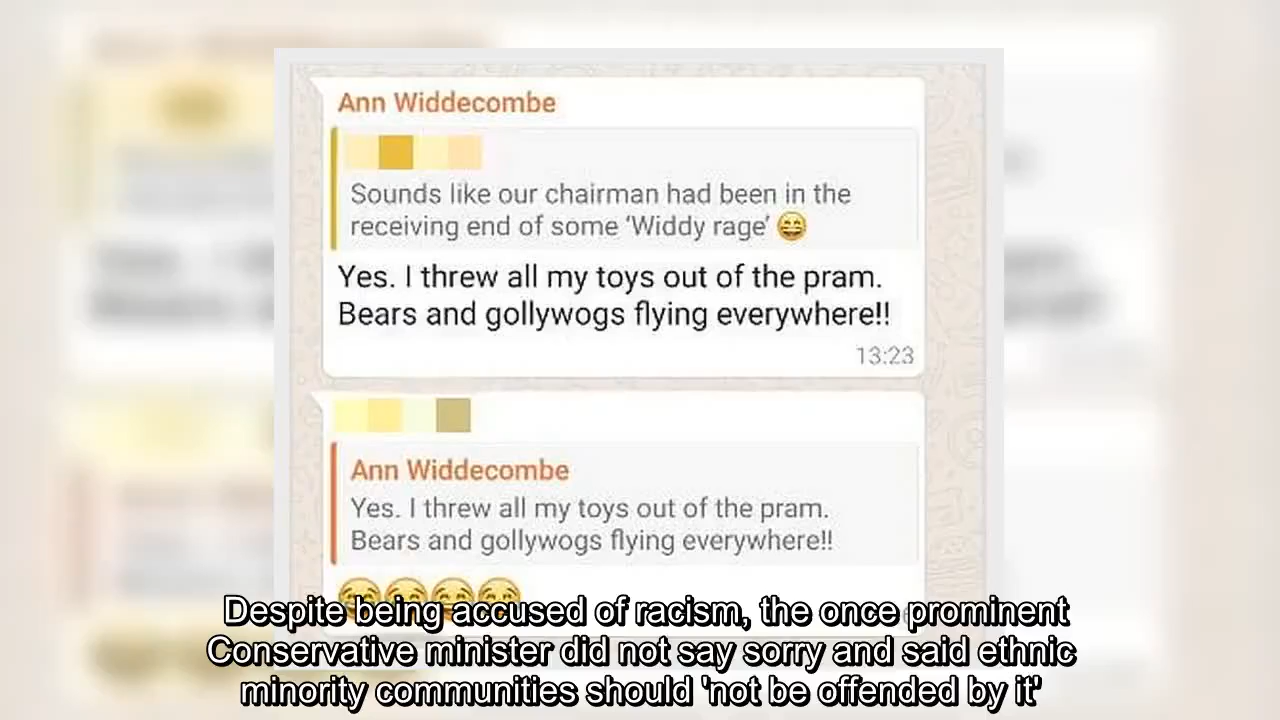 Ann Widdecombe
Sounds like our chairman had been in the
receiving end of some ‘Widdy rage’ 😄
Yes. I threw all my toys out of the pram.
Bears and gollywogs flying everywhere!!
13:23
Ann Widdecombe
Yes. I threw all my toys out of the pram.
Bears and gollywogs flying everywhere!!
😂😂😂😂
Despite being accused of racism, the once prominent
Conservative minister did not say sorry and said ethnic
minority communities should 'not be offended by it'